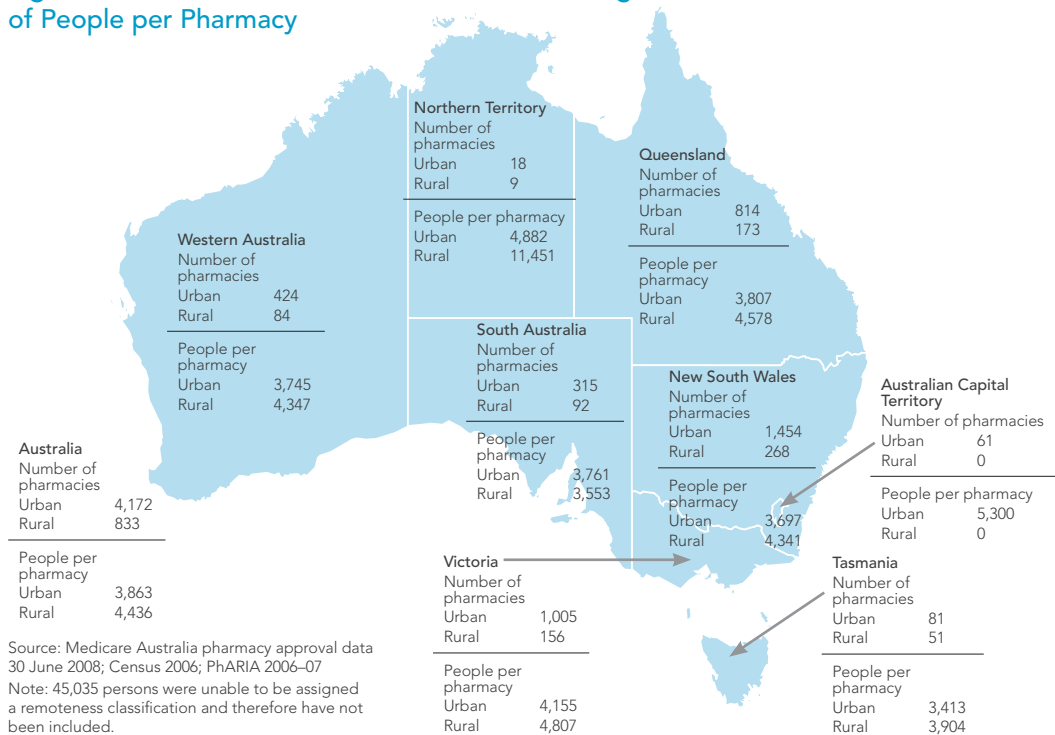 of People per Pharmacy
Northern Territory
Number of
pharmacies
Urban 18
Rural 9
People per pharmacy
Urban 4,882
Rural 11,451
Queensland
Number of
pharmacies
Urban 814
Rural 173
People per
pharmacy
Urban 3,807
Rural 4,578
Western Australia
Number of
pharmacies
Urban 424
Rural 84
People per
pharmacy
Urban 3,745
Rural 4,347
South Australia
Number of
pharmacies
Urban 315
Rural 92
People per
pharmacy
Urban 3,761
Rural 3,553
New South Wales
Number of
pharmacies
Urban 1,454
Rural 268
People per
pharmacy
Urban 3,697
Rural 4,341
Australian Capital
Territory
Number of pharmacies
Urban 61
Rural 0
People per pharmacy
Urban 5,300
Rural 0
Australia
Number of
pharmacies
Urban 4,172
Rural 833
People per
pharmacy
Urban 3,863
Rural 4,436
Victoria
Number of
pharmacies
Urban 1,005
Rural 156
People per
pharmacy
Urban 4,155
Rural 4,807
Tasmania
Number of
pharmacies
Urban 81
Rural 51
People per
pharmacy
Urban 3,413
Rural 3,904
Source: Medicare Australia pharmacy approval data
30 June 2008; Census 2006; PhARIA 2006–07
Note: 45,035 persons were unable to be assigned
a remoteness classification and therefore have not
been included.